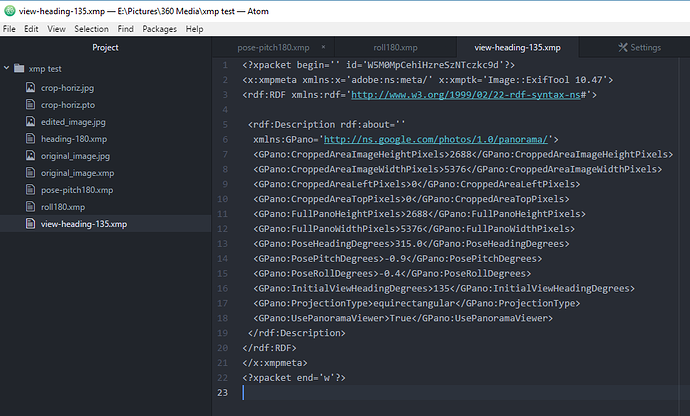 view-heading-135.xmp — E:\Pictures\360 Media\xmp test — Atom
File Edit View Selection Find Packages Help
Project
pose-pitch180.xmp × roll180.xmp view-heading-135.xmp Settings
xmp test
crop-horiz.jpg
crop-horiz.pto
edited_image.jpg
heading-180.xmp
original_image.jpg
original_image.xmp
pose-pitch180.xmp
roll180.xmp
view-heading-135.xmp
1 <?xpacket begin='' id='W5M0MpCehiHzreSzNTczkc9d'?>
2 <x:xmpmeta xmlns:x='adobe:ns:meta/' x:xmptk='Image::ExifTool 10.47'>
3 <rdf:RDF xmlns:rdf='http://www.w3.org/1999/02/22-rdf-syntax-ns#'>
4
5 <rdf:Description rdf:about=''
6 xmlns:GPano='http://ns.google.com/photos/1.0/panorama/'>
7 <GPano:CroppedAreaImageHeightPixels>2688</GPano:CroppedAreaImageHeightPixels>
8 <GPano:CroppedAreaImageWidthPixels>5376</GPano:CroppedAreaImageWidthPixels>
9 <GPano:CroppedAreaLeftPixels>0</GPano:CroppedAreaLeftPixels>
10 <GPano:CroppedAreaTopPixels>0</GPano:CroppedAreaTopPixels>
11 <GPano:FullPanoHeightPixels>2688</GPano:FullPanoHeightPixels>
12 <GPano:FullPanoWidthPixels>5376</GPano:FullPanoWidthPixels>
13 <GPano:PoseHeadingDegrees>315.0</GPano:PoseHeadingDegrees>
14 <GPano:PosePitchDegrees>-0.9</GPano:PosePitchDegrees>
15 <GPano:PoseRollDegrees>-0.4</GPano:PoseRollDegrees>
16 <GPano:InitialViewHeadingDegrees>135</GPano:InitialViewHeadingDegrees>
17 <GPano:ProjectionType>equirectangular</GPano:ProjectionType>
18 <GPano:UsePanoramaViewer>True</GPano:UsePanoramaViewer>
19 </rdf:Description>
20 </rdf:RDF>
21 </x:xmpmeta>
22 <?xpacket end='w'?>
23